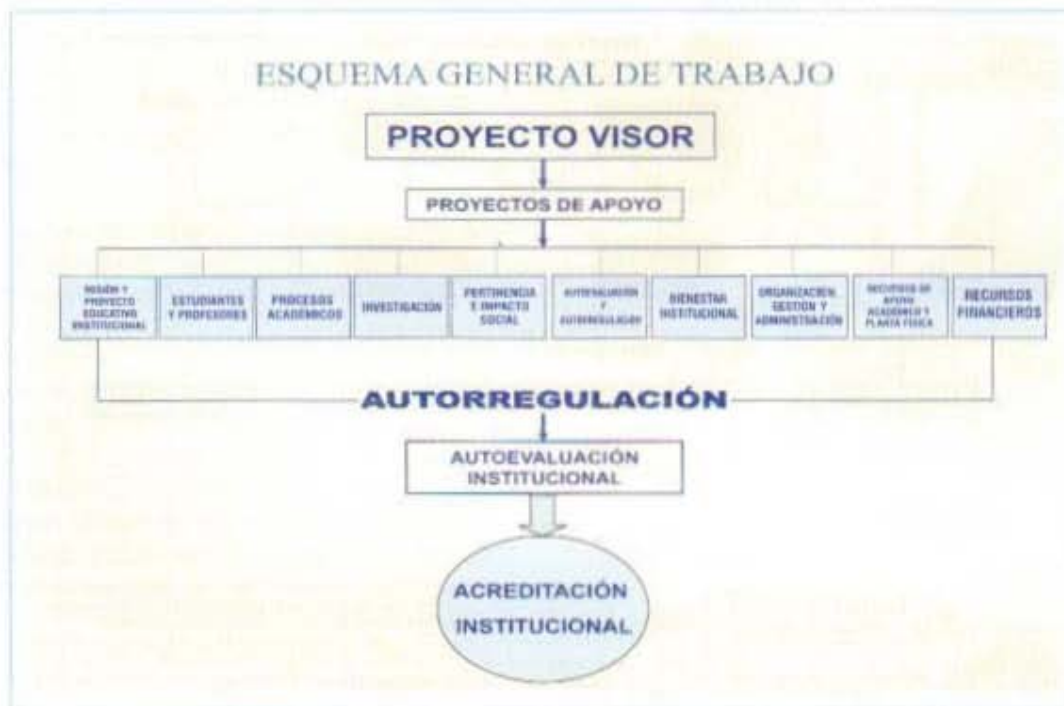 ESQUEMA GENERAL DE TRABAJO
PROYECTO VISOR
PROYECTOS DE APOYO
MISIÓN Y
PROYECTO
EDUCATIVO
INSTITUCIONAL
ESTUDIANTES
Y PROFESORES
PROCESOS
ACADÉMICOS
INVESTIGACIÓN
PERTINENCIA
E IMPACTO
SOCIAL
AUTOEVALUACIÓN
Y
AUTOREGULACIÓN
BIENESTAR
INSTITUCIONAL
ORGANIZACIÓN
GESTIÓN Y
ADMINISTRACIÓN
RECURSOS DE
APOYO
ACADÉMICO Y
PLANTA FÍSICA
RECURSOS
FINANCIEROS
AUTORREGULACIÓN
AUTOEVALUACIÓN
INSTITUCIONAL
ACREDITACIÓN
INSTITUCIONAL